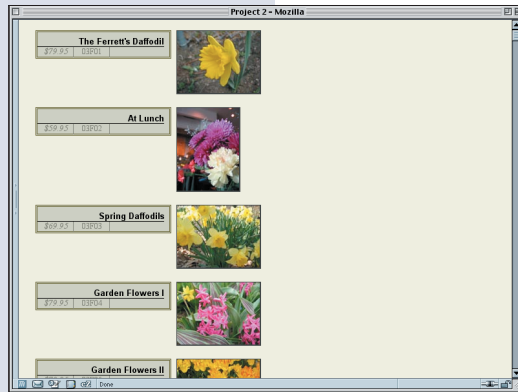 Project 2 - Mozilla
The Ferrett's Daffodil
$79.95 03F01
At Lunch
$59.95 03F02
Spring Daffodils
$69.95 03F03
Garden Flowers I
$79.95 03F04
Garden Flowers II
Done